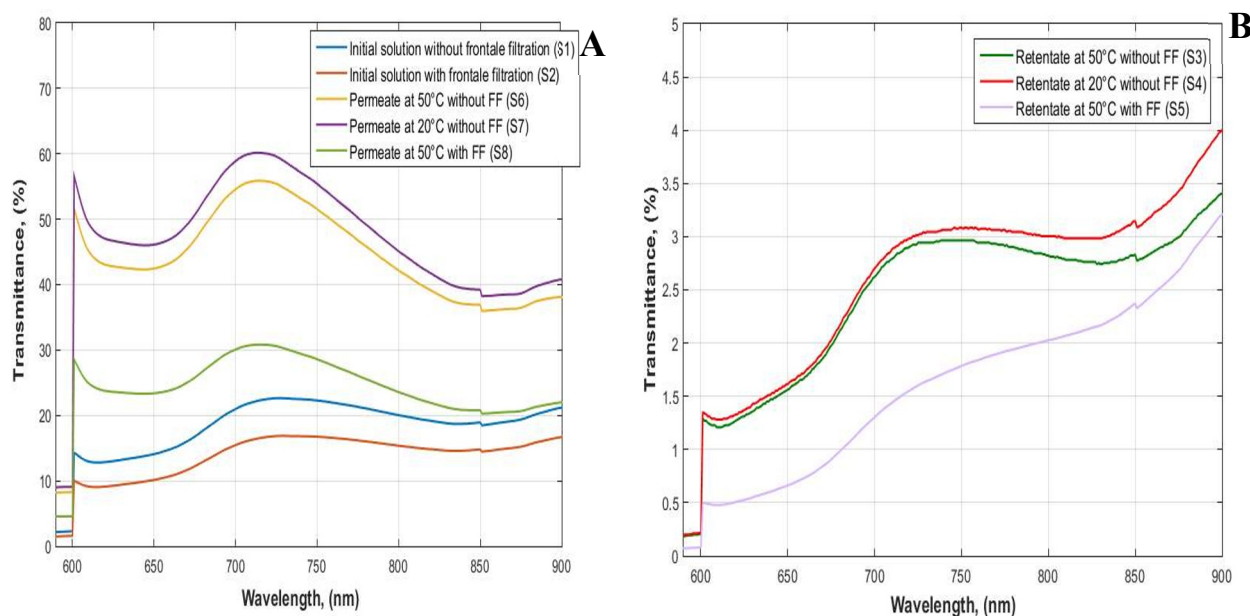 A
Initial solution without frontale filtration (S1)
Initial solution with frontale filtration (S2)
Permeate at 50°C without FF (S6)
Permeate at 20°C without FF (S7)
Permeate at 50°C with FF (S8)
Transmittance, (%)
80
70
60
50
40
30
20
10
0
600
650
700
750
800
850
900
Wavelength, (nm)
B
Retentate at 50°C without FF (S3)
Retentate at 20°C without FF (S4)
Retentate at 50°C with FF (S5)
Transmittance, (%)
5
4.5
4
3.5
3
2.5
2
1.5
1
0.5
0
600
650
700
750
800
850
900
Wavelength, (nm)